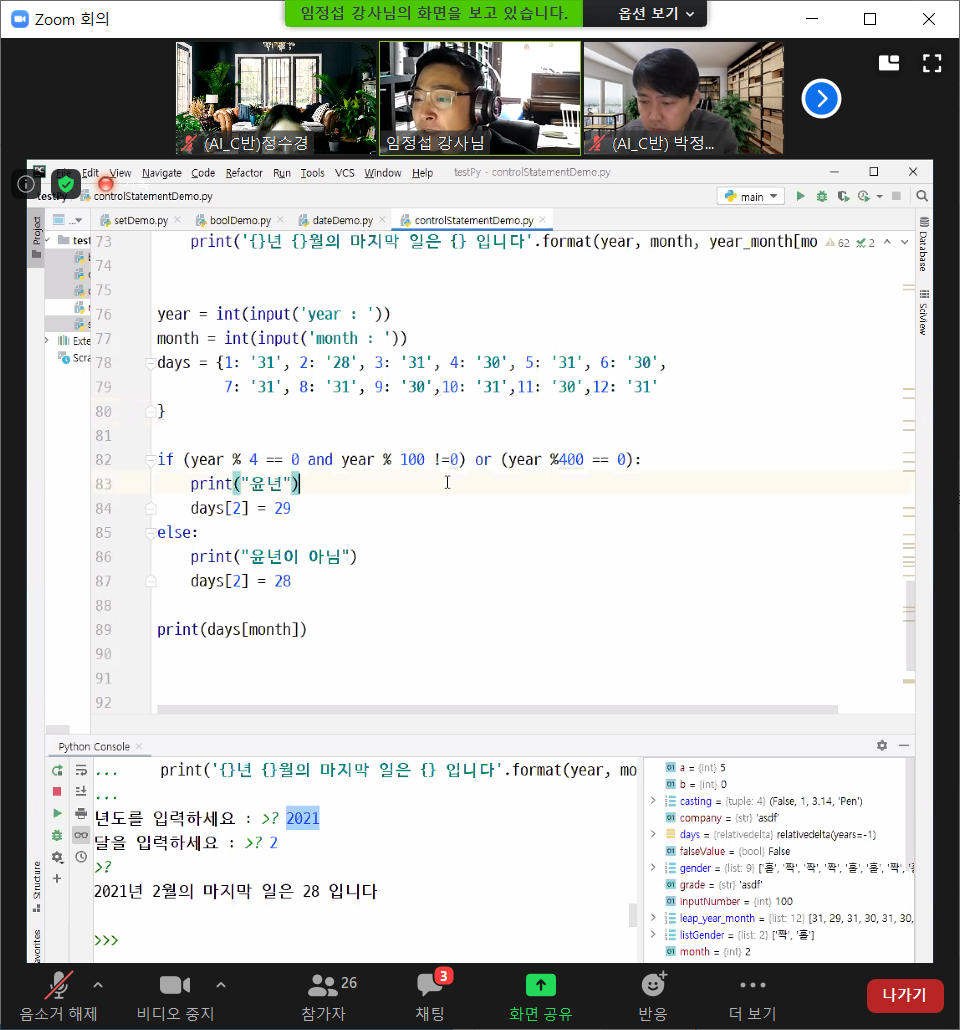 Zoom 회의
임정섭 강사님의 화면을 보고 있습니다.
옵션 보기
(AI_C반)정수경
임정섭 강사님
(AI_C반) 박정...
File Edit View Navigate Code Refactor Run Tools VCS Window Help testPy - controlStatementDemo.py
testPy controlStatementDemo.py
main
setDemo.py
boolDemo.py
dateDemo.py
controlStatementDemo.py
Project
Database
SciView
test
Exte
Scra
62 2
73 print('{}년 {}월의 마지막 일은 {} 입니다'.format(year, month, year_month[mo
74
75
76 year = int(input('year : '))
77 month = int(input('month : '))
78 days = {1: '31', 2: '28', 3: '31', 4: '30', 5: '31', 6: '30',
79 7: '31', 8: '31', 9: '30',10: '31',11: '30',12: '31'
80 }
81
82 if (year % 4 == 0 and year % 100 !=0) or (year %400 == 0):
83 print("윤년")
84 days[2] = 29
85 else:
86 print("윤년이 아님")
87 days[2] = 28
88
89 print(days[month])
90
91
92
Python Console
... print('{}년 {}월의 마지막 일은 {} 입니다'.format(year, mo
...
년도를 입력하세요 : >? 2021
달을 입력하세요 : >? 2
>?
2021년 2월의 마지막 일은 28 입니다
>>>
Structure
avorites
a = {int} 5
b = {int} 0
casting = {tuple: 4} (False, 1, 3.14, 'Pen')
company = {str} 'asdf'
days = {relativedelta} relativedelta(years=-1)
falseValue = {bool} False
gender = {list: 9} ['홀', '짝', '짝', '짝', '홀', '홀', '짝', '짝',
grade = {str} 'asdf'
inputNumber = {int} 100
leap_year_month = {list: 12} [31, 29, 31, 30, 31, 30,
listGender = {list: 2} ['짝', '홀']
month = {int} 2
음소거 해제
비디오 중지
참가자
26
채팅
3
화면 공유
반응
더 보기
나가기